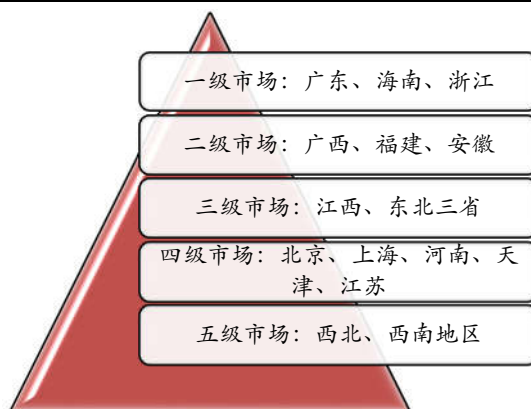 一级市场：广东、海南、浙江
二级市场：广西、福建、安徽
三级市场：江西、东北三省
四级市场：北京、上海、河南、天
津、江苏
五级市场：西北、西南地区